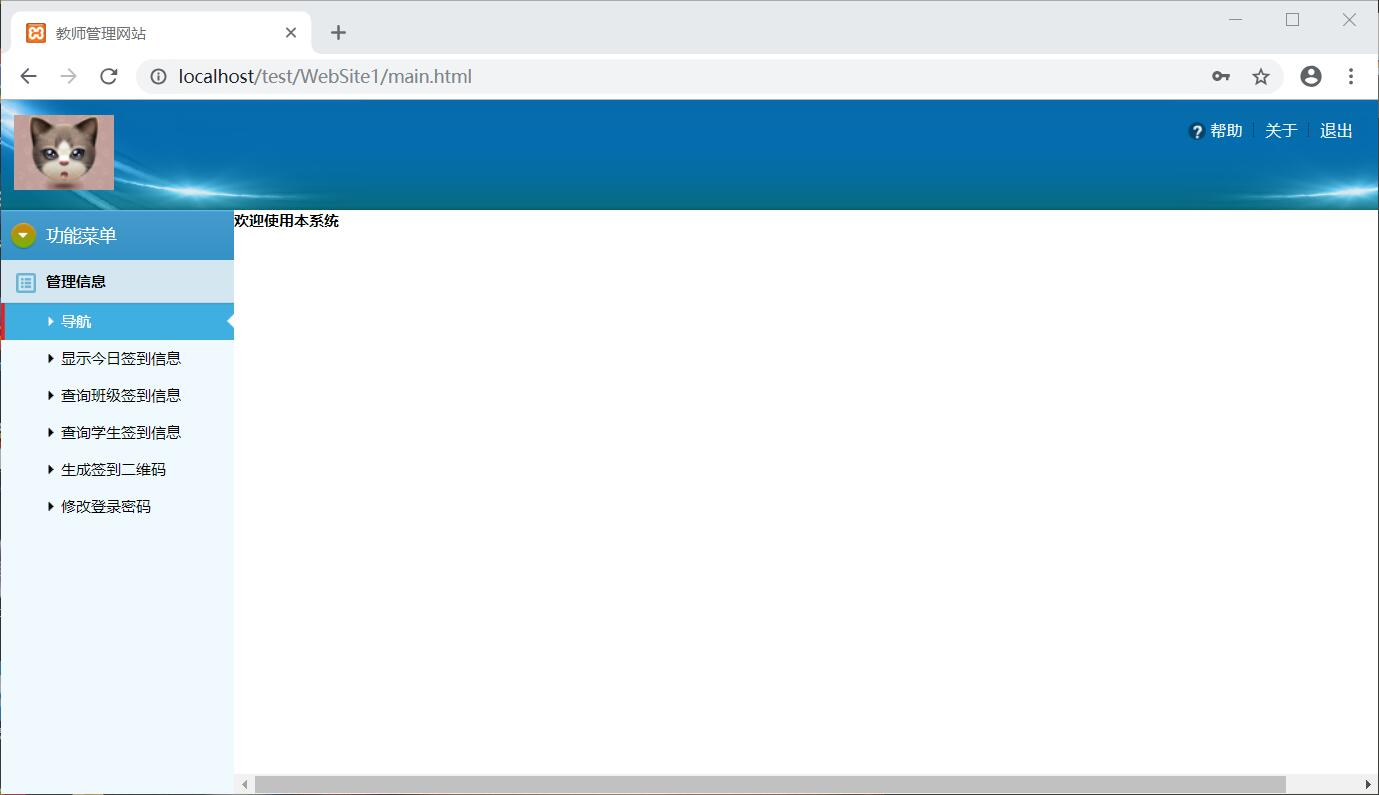 教师管理网站
localhost/test/WebSite1/main.html
帮助 关于 退出
功能菜单
欢迎使用本系统
管理信息
导航
显示今日签到信息
查询班级签到信息
查询学生签到信息
生成签到二维码
修改登录密码